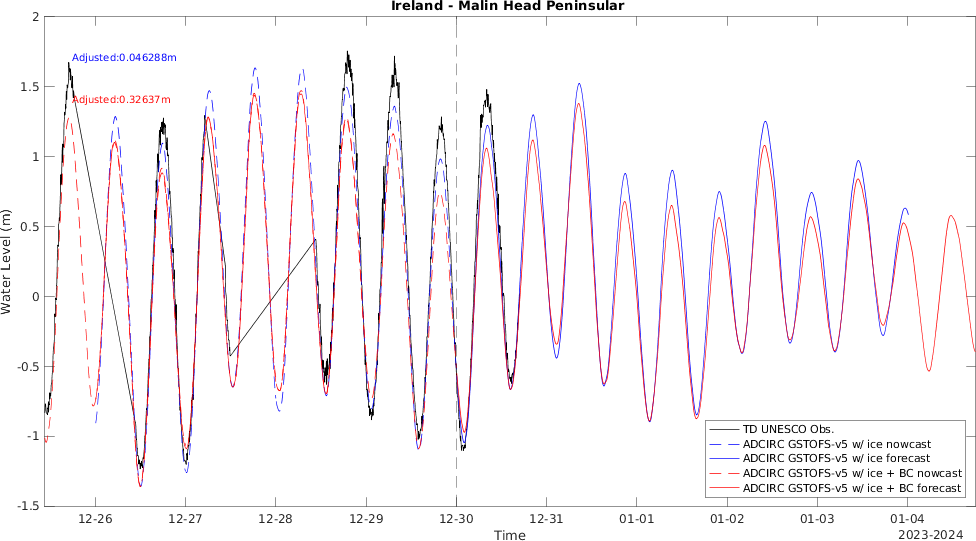 Ireland - Malin Head Peninsular
Water Level (m)
2
1.5
1
0.5
0
-0.5
-1
-1.5
Adjusted:0.046288m
Adjusted:0.32637m
TD UNESCO Obs.
ADCIRC GSTOFS-v5 w/ ice nowcast
ADCIRC GSTOFS-v5 w/ ice forecast
ADCIRC GSTOFS-v5 w/ ice + BC nowcast
ADCIRC GSTOFS-v5 w/ ice + BC forecast
12-26 12-27 12-28 12-29 12-30 12-31 01-01 01-02 01-03 01-04
Time
2023-2024